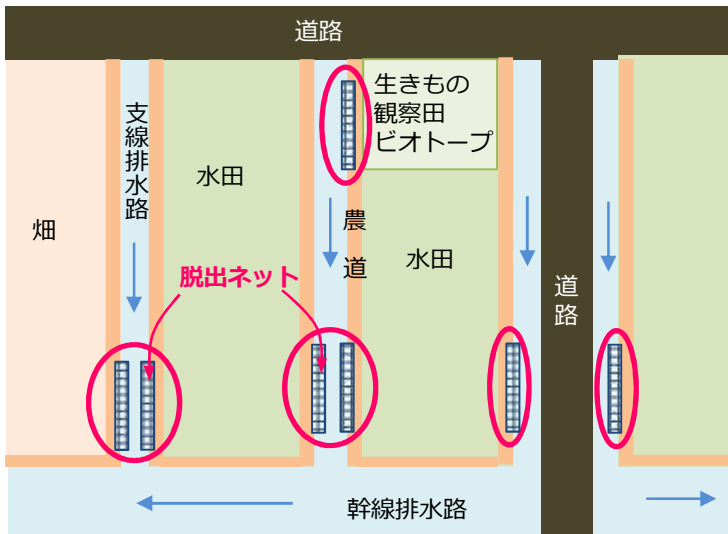 道路
生きもの
観察田
ビオトープ
支線排水路
水田
畑
農道
水田
脱出ネット
道路
幹線排水路